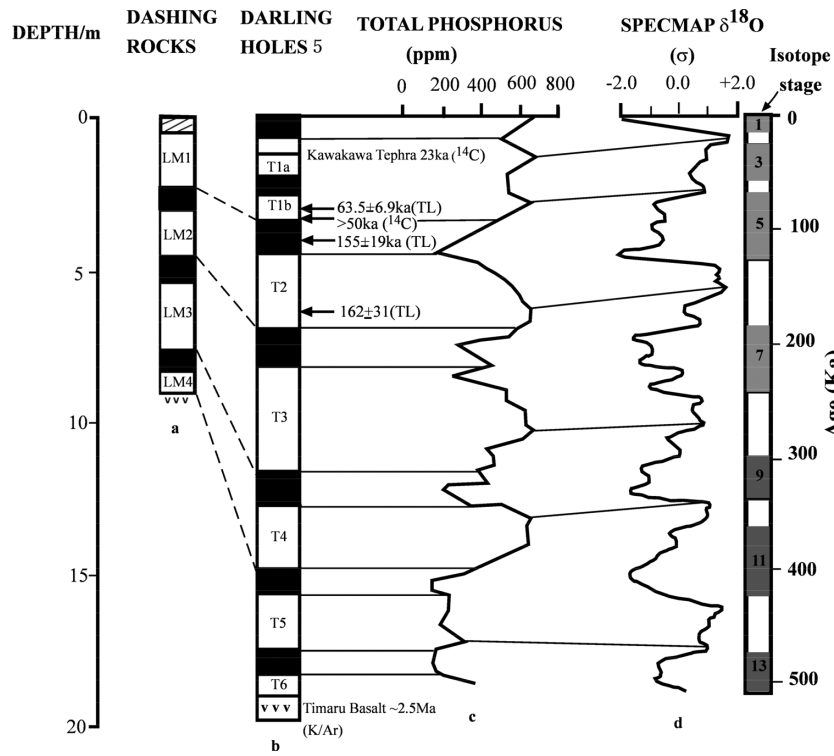 DEPTH/m
DASHING ROCKS
DARLING HOLES 5
TOTAL PHOSPHORUS
(ppm)
SPECMAP δ¹⁸O
(σ)
Isotope stage
0 200 400 600 800
-2.0 0.0 +2.0
0
5
10
15
20
LM1
LM2
LM3
LM4
v v v
a
T1a
T1b
T2
T3
T4
T5
T6
v v v
b
Kawakawa Tephra 23ka (¹⁴C)
63.5±6.9ka(TL)
>50ka (¹⁴C)
155±19ka (TL)
162±31(TL)
Timaru Basalt ~2.5Ma
(K/Ar)
c
d
1
3
5
7
9
11
13
0
100
200
300
400
500
Age (Ka)